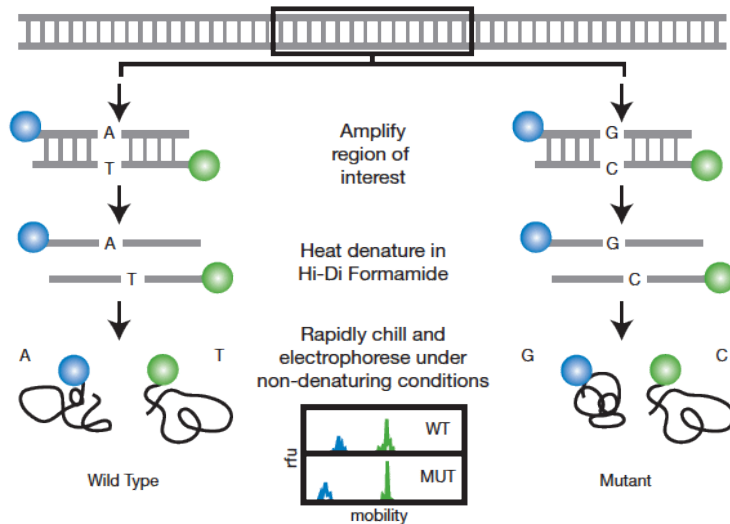 A
T
Amplify
region of
interest
G
C
A
T
Heat denature in
Hi-Di Formamide
G
C
A
T
Rapidly chill and
electrophorese under
non-denaturing conditions
G
C
rfu
WT
MUT
mobility
Wild Type
Mutant